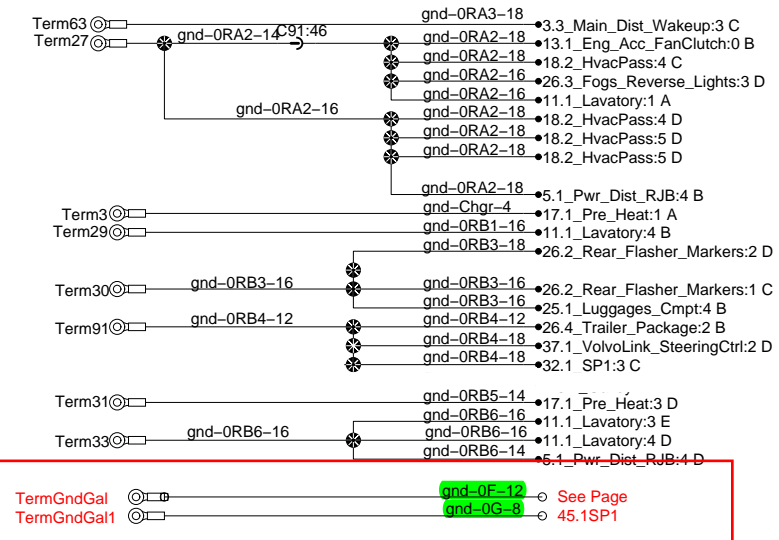 Term63 gnd-0RA3-18 3.3_Main_Dist_Wakeup:3 C
Term27 gnd-0RA2-14 C91:46 gnd-0RA2-18 13.1_Eng_Acc_FanClutch:0 B
gnd-0RA2-18 18.2_HvacPass:4 C
gnd-0RA2-16 26.3_Fogs_Reverse_Lights:3 D
gnd-0RA2-16 11.1_Lavatory:1 A
gnd-0RA2-16 gnd-0RA2-18 18.2_HvacPass:4 D
gnd-0RA2-18 18.2_HvacPass:5 D
gnd-0RA2-18 18.2_HvacPass:5 D
gnd-0RA2-18 5.1_Pwr_Dist_RJB:4 B
Term3 gnd-Chgr-4 17.1_Pre_Heat:1 A
Term29 gnd-0RB1-16 11.1_Lavatory:4 B
gnd-0RB3-18 26.2_Rear_Flasher_Markers:2 D
Term30 gnd-0RB3-16 gnd-0RB3-16 26.2_Rear_Flasher_Markers:1 C
gnd-0RB3-16 25.1_Luggages_Cmpt:4 B
Term91 gnd-0RB4-12 gnd-0RB4-12 26.4_Trailer_Package:2 B
gnd-0RB4-18 37.1_VolvoLink_SteeringCtrl:2 D
gnd-0RB4-18 32.1_SP1:3 C
Term31 gnd-0RB5-14 17.1_Pre_Heat:3 D
gnd-0RB6-16 11.1_Lavatory:3 E
Term33 gnd-0RB6-16 gnd-0RB6-16 11.1_Lavatory:4 D
gnd-0RB6-14 5.1_Pwr_Dist_RJB:4 D
TermGndGal gnd-0F-12 See Page
TermGndGal1 gnd-0G-8 45.1SP1